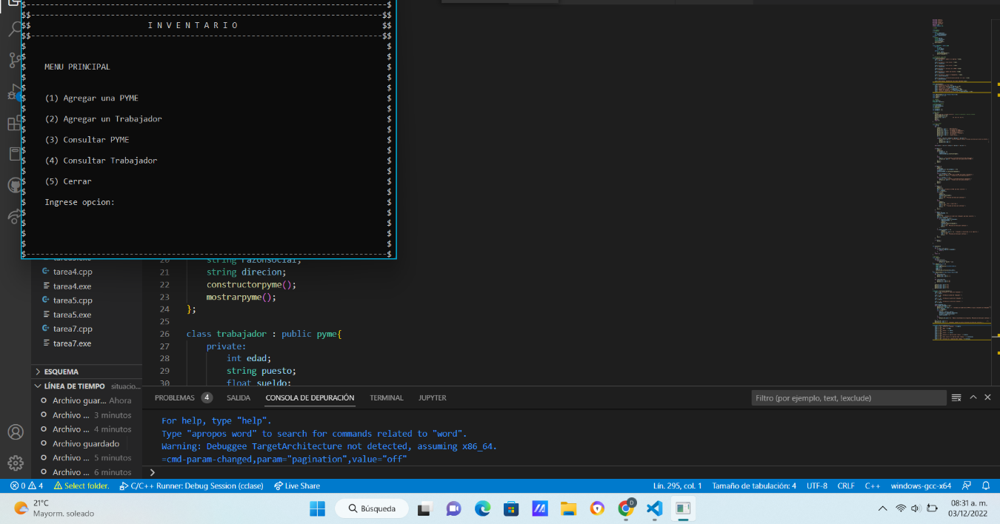 $-----------------------------------------------------------------------------$
$$---------------------------------------------------------------------------$$
$$ I N V E N T A R I O $$
$$---------------------------------------------------------------------------$$
$ $
$ $
$ MENU PRINCIPAL $
$ $
$ $
$ (1) Agregar una PYME $
$ $
$ (2) Agregar un Trabajador $
$ $
$ (3) Consultar PYME $
$ $
$ (4) Consultar Trabajador $
$ $
$ (5) Cerrar $
$ $
$ Ingrese opcion: $
$ $
$ $
$ $
$ $
$-----------------------------------------------------------------------------$
tarea4.cpp
tarea4.exe
tarea5.cpp
tarea5.exe
tarea7.cpp
tarea7.exe
ESQUEMA
LÍNEA DE TIEMPO situacio...
Archivo guar... Ahora
Archivo ... 3 minutos
Archivo ... 4 minutos
Archivo guardado
Archivo ... 5 minutos
Archivo ... 6 minutos
20 string razonsocial;
21 string direcion;
22 constructorpyme();
23 mostrarpyme();
24 };
25
26 class trabajador : public pyme{
27 private:
28 int edad;
29 string puesto;
30 float sueldo;
PROBLEMAS 4 SALIDA CONSOLA DE DEPURACIÓN TERMINAL JUPYTER
Filtro (por ejemplo, text, !exclude)
For help, type "help".
Type "apropos word" to search for commands related to "word".
Warning: Debuggee TargetArchitecture not detected, assuming x86_64.
=cmd-param-changed,param="pagination",value="off"
0 4 Select folder. C/C++ Runner: Debug Session (cclase) Live Share
Lín. 295, col. 1 Tamaño de tabulación: 4 UTF-8 CRLF C++ windows-gcc-x64
21°C
Mayorm. soleado
Búsqueda
D
08:31 a. m.
03/12/2022